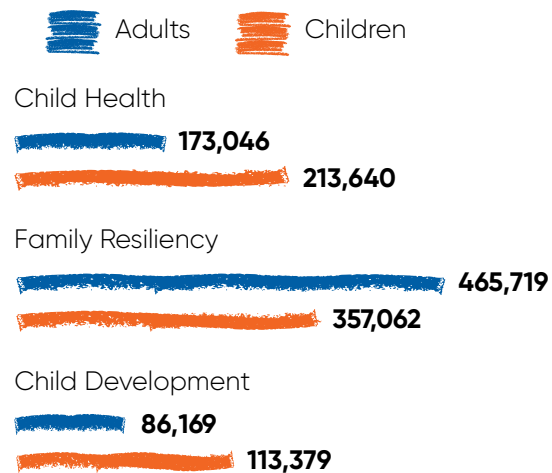 Adults Children
Child Health
173,046
213,640
Family Resiliency
465,719
357,062
Child Development
86,169
113,379